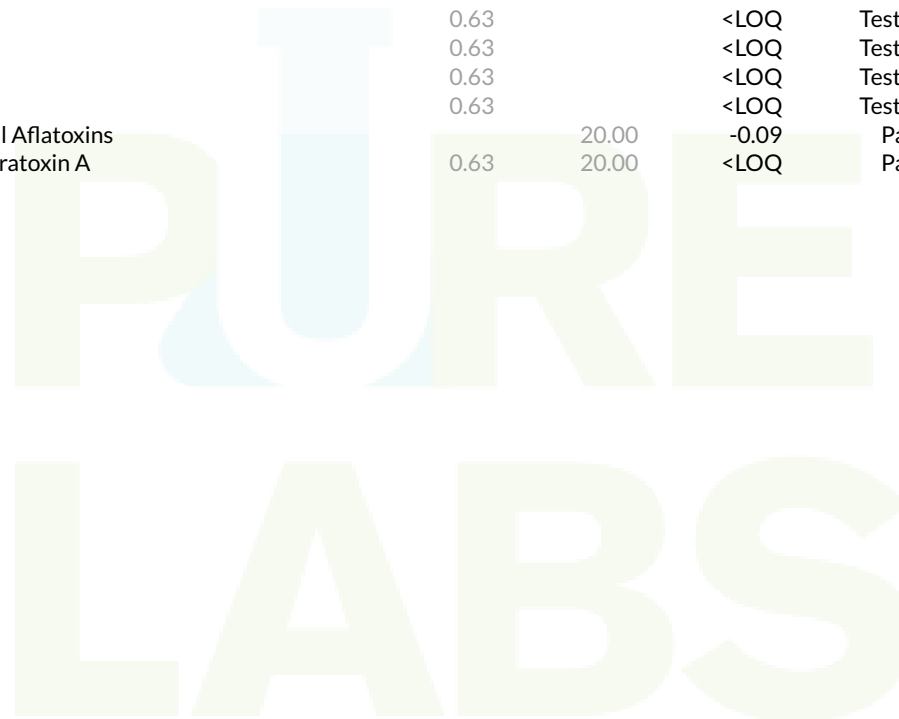 0.63 <LOQ Test
0.63 <LOQ Test
0.63 <LOQ Test
0.63 <LOQ Test
l Aflatoxins 20.00 -0.09 Pa
ratoxin A 0.63 20.00 <LOQ Pa
PURE
LABS